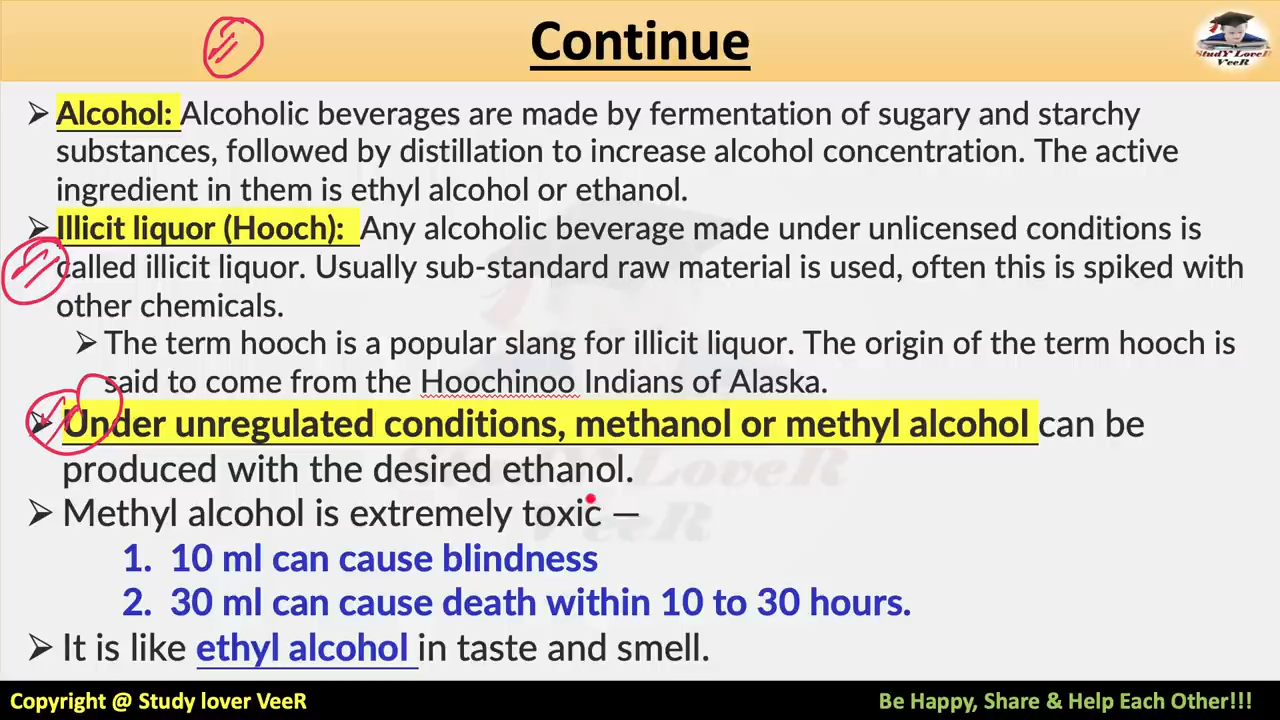 Continue
StudY LoveR
VeeR
➢ Alcohol: Alcoholic beverages are made by fermentation of sugary and starchy
substances, followed by distillation to increase alcohol concentration. The active
ingredient in them is ethyl alcohol or ethanol.
➢ Illicit liquor (Hooch): Any alcoholic beverage made under unlicensed conditions is
called illicit liquor. Usually sub-standard raw material is used, often this is spiked with
other chemicals.
➢ The term hooch is a popular slang for illicit liquor. The origin of the term hooch is
said to come from the Hoochinoo Indians of Alaska.
➢ Under unregulated conditions, methanol or methyl alcohol can be
produced with the desired ethanol.
StudY LoveR
VeeR
➢ Methyl alcohol is extremely toxic —
1. 10 ml can cause blindness
2. 30 ml can cause death within 10 to 30 hours.
➢ It is like ethyl alcohol in taste and smell.
Copyright @ Study lover VeeR
Be Happy, Share & Help Each Other!!!